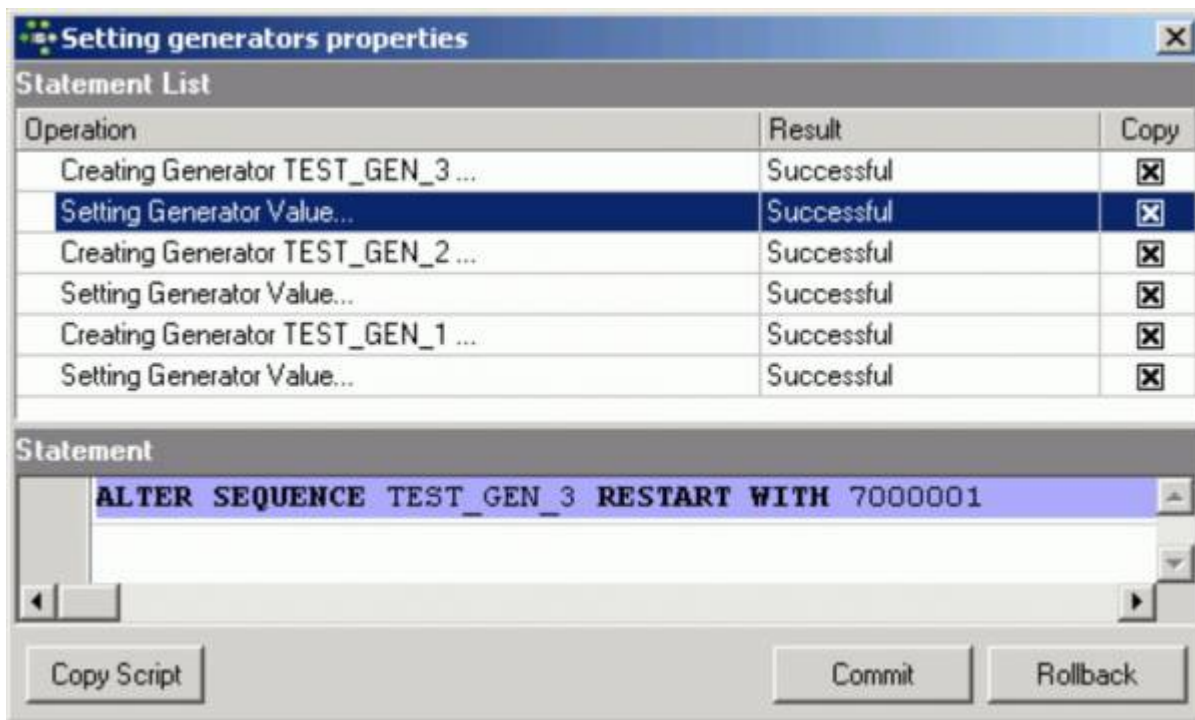 Setting generators properties
Statement List
Operation Result Copy
Creating Generator TEST_GEN_3 ... Successful
Setting Generator Value... Successful
Creating Generator TEST_GEN_2 ... Successful
Setting Generator Value... Successful
Creating Generator TEST_GEN_1 ... Successful
Setting Generator Value... Successful
Statement
ALTER SEQUENCE TEST_GEN_3 RESTART WITH 7000001
Copy Script Commit Rollback